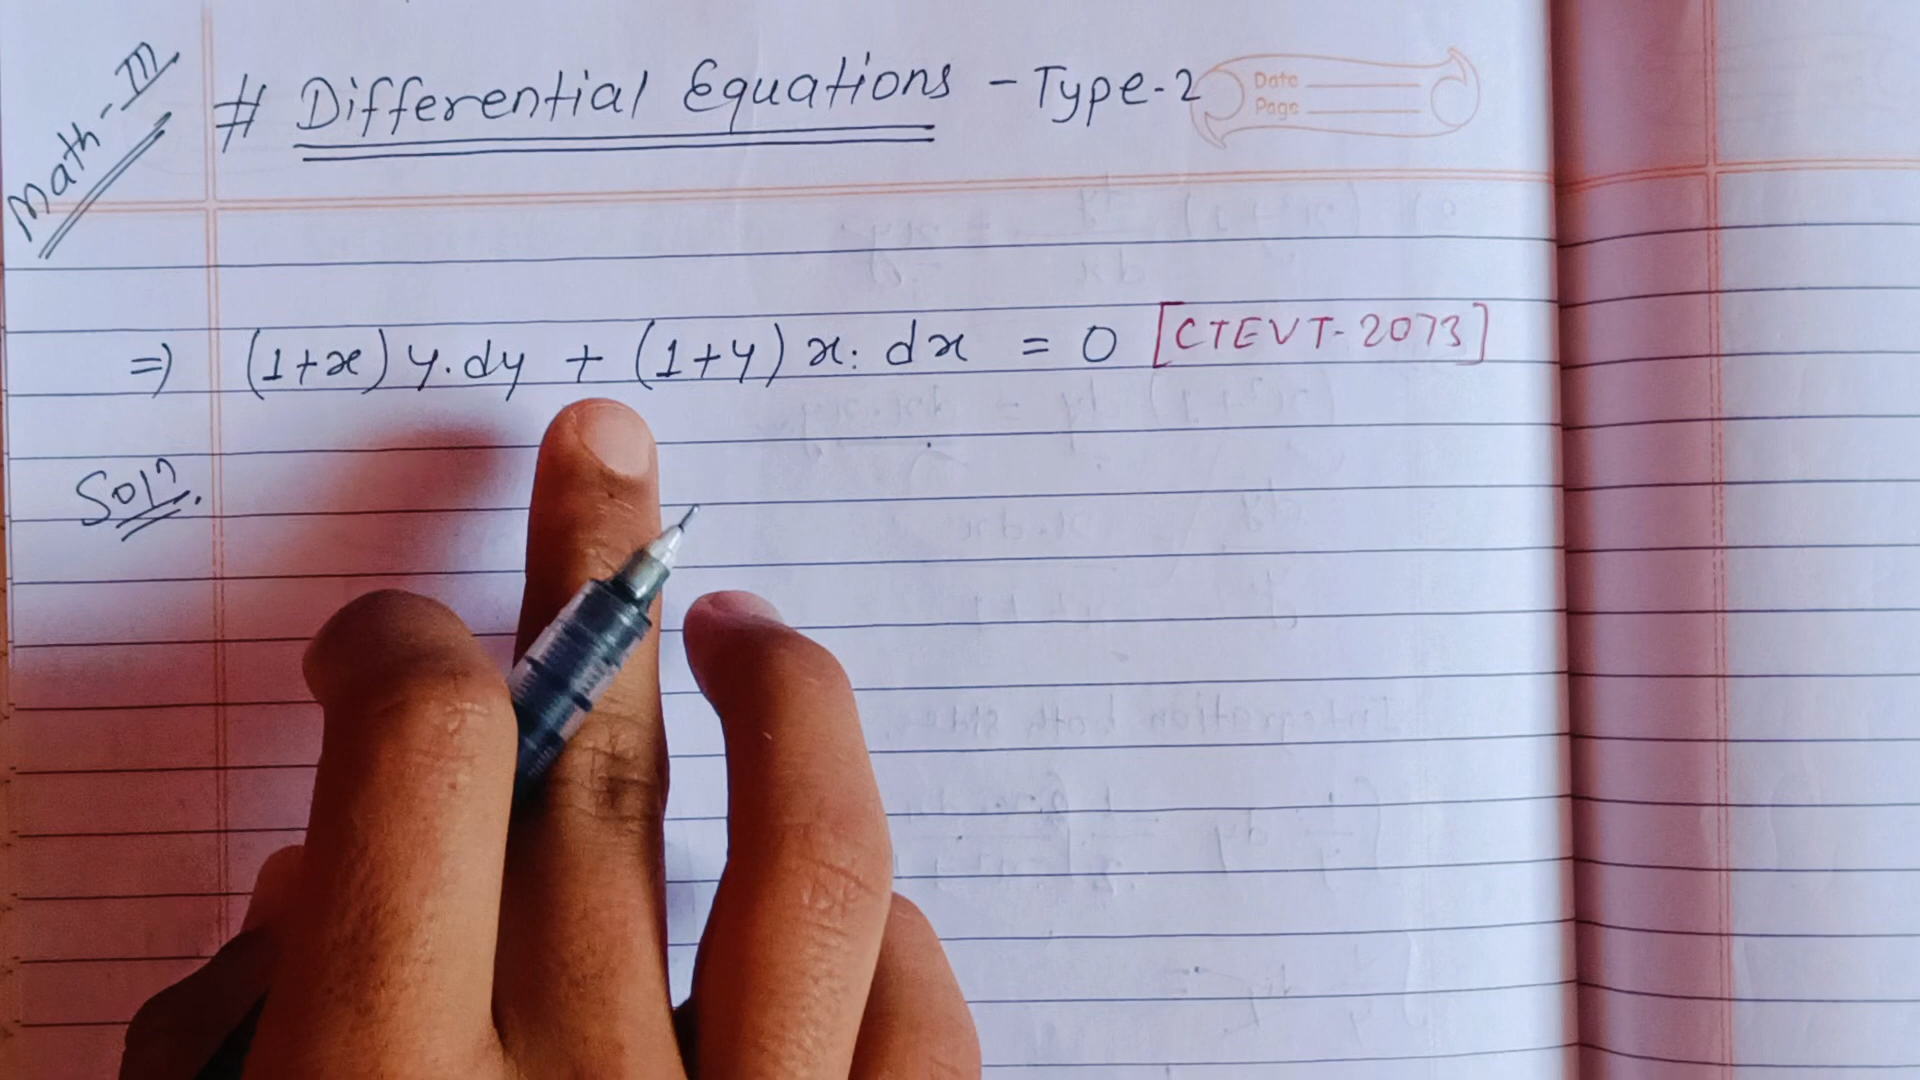 Math-III
# Differential Equations - Type-2
Date
Page
=> (1+x) y.dy + (1+y) x. dx = 0 [CTEVT-2073]
Soln.